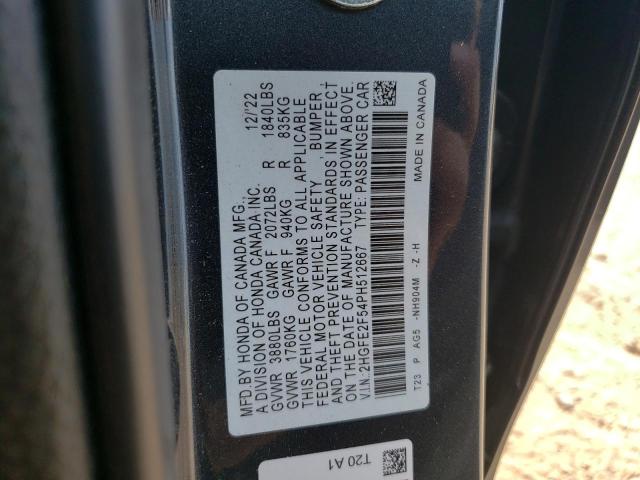 MFD.BY HONDA OF CANADA MFG. 12/'22
A DIVISION OF HONDA CANADA INC.
GVWR 3880LBS GAWR F 2072LBS R 1840LBS
GVWR 1760KG GAWR F 940KG R 835KG
THIS VEHICLE CONFORMS TO ALL APPLICABLE
FEDERAL MOTOR VEHICLE SAFETY, BUMPER,
AND THEFT PREVENTION STANDARDS IN EFFECT
ON THE DATE OF MANUFACTURE SHOWN ABOVE.
V.I.N. 2HGFE2F54PH512667 TYPE: PASSENGER CAR
T23 P AG5 -NH904M -Z -H
MADE IN CANADA
T20 A1